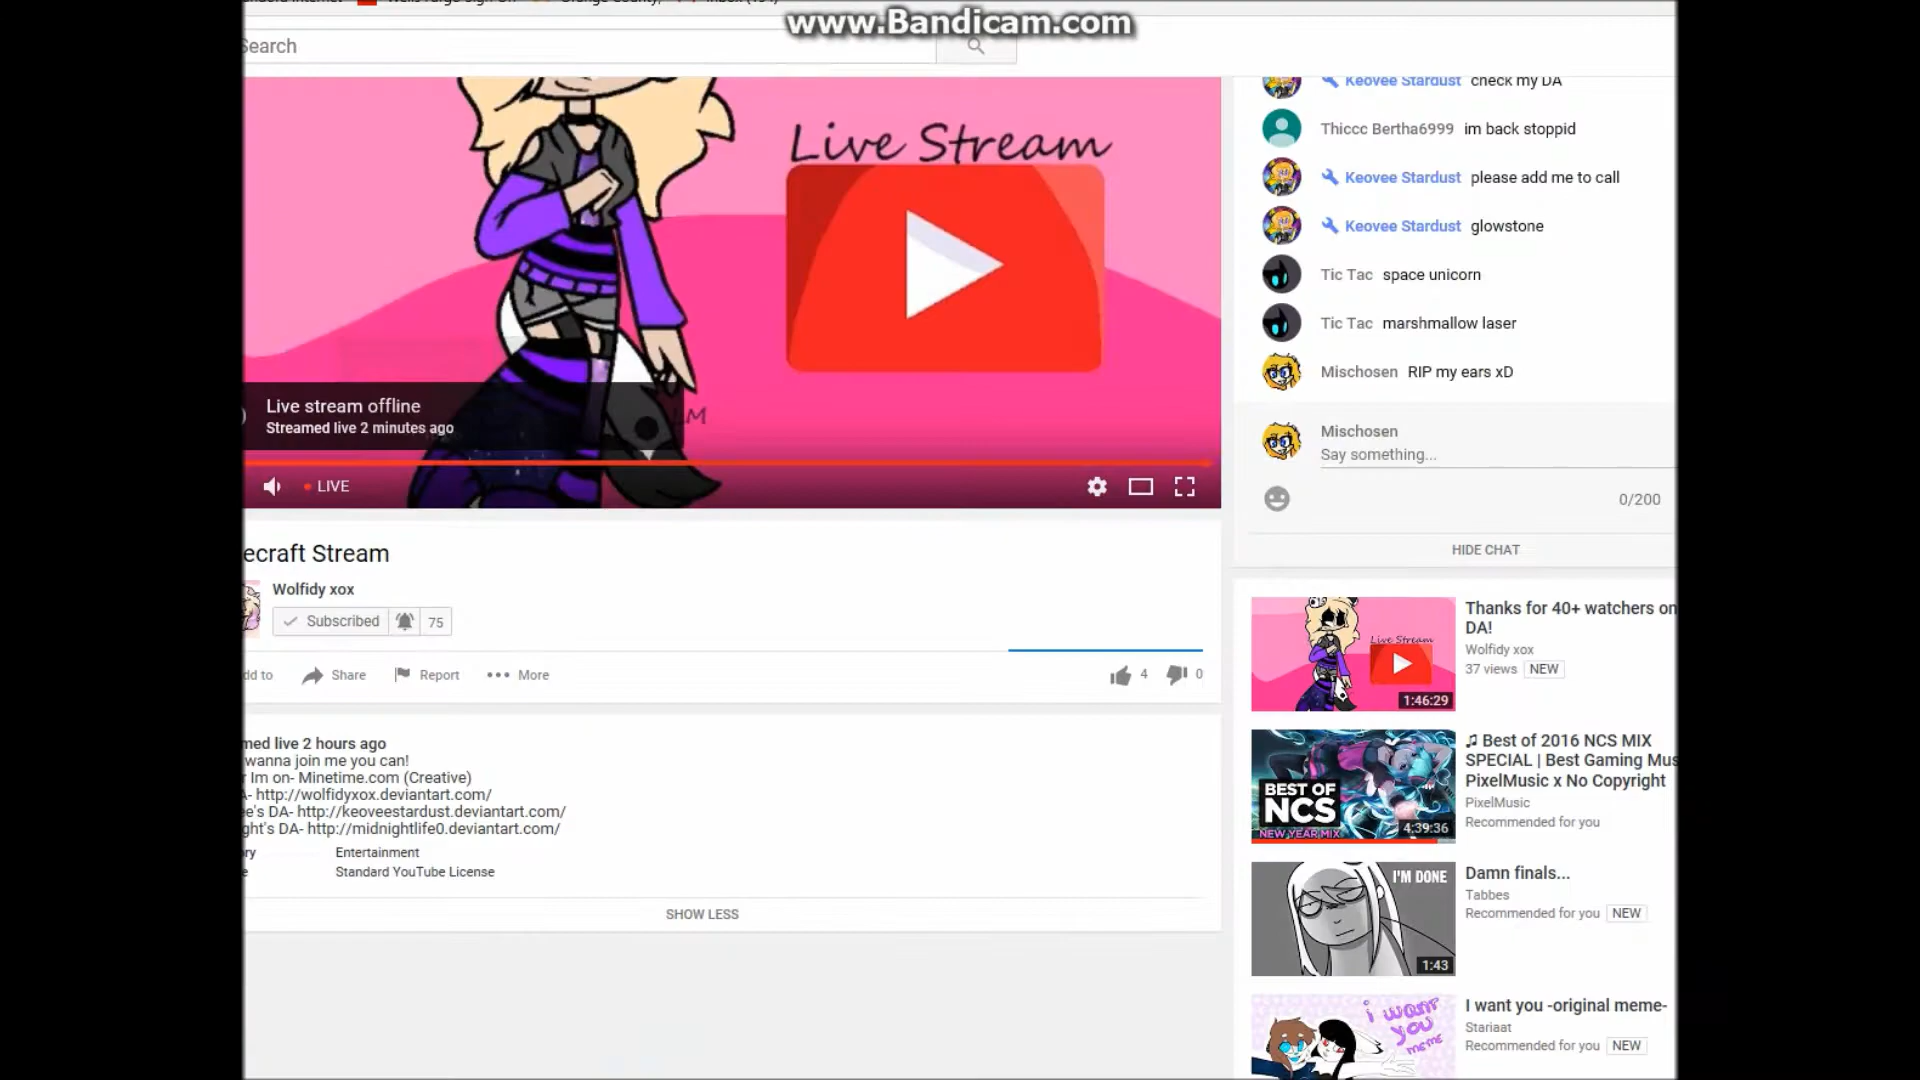 www.Bandicam.com
Search
Live Stream
Live stream offline
Streamed live 2 minutes ago
LIVE
ecraft Stream
Wolfidy xox
Subscribed 75
dd to Share Report More 4 0
med live 2 hours ago
wanna join me you can!
r Im on- Minetime.com (Creative)
A- http://wolfidyxox.deviantart.com/
ee's DA- http://keoveestardust.deviantart.com/
ght's DA- http://midnightlife0.deviantart.com/
ory Entertainment
e Standard YouTube License
SHOW LESS
Keovee Stardust check my DA
Thiccc Bertha6999 im back stoppid
Keovee Stardust please add me to call
Keovee Stardust glowstone
Tic Tac space unicorn
Tic Tac marshmallow laser
Mischosen RIP my ears xD
Mischosen
Say something...
0/200
HIDE CHAT
Live Stream
1:46:29
Thanks for 40+ watchers on
DA!
Wolfidy xox
37 views NEW
BEST OF
NCS
NEW YEAR MIX
4:39:36
♫ Best of 2016 NCS MIX
SPECIAL | Best Gaming Mus
PixelMusic x No Copyright
PixelMusic
Recommended for you
I'M DONE
1:43
Damn finals...
Tabbes
Recommended for you NEW
i want
you
meme
I want you -original meme-
Stariaat
Recommended for you NEW